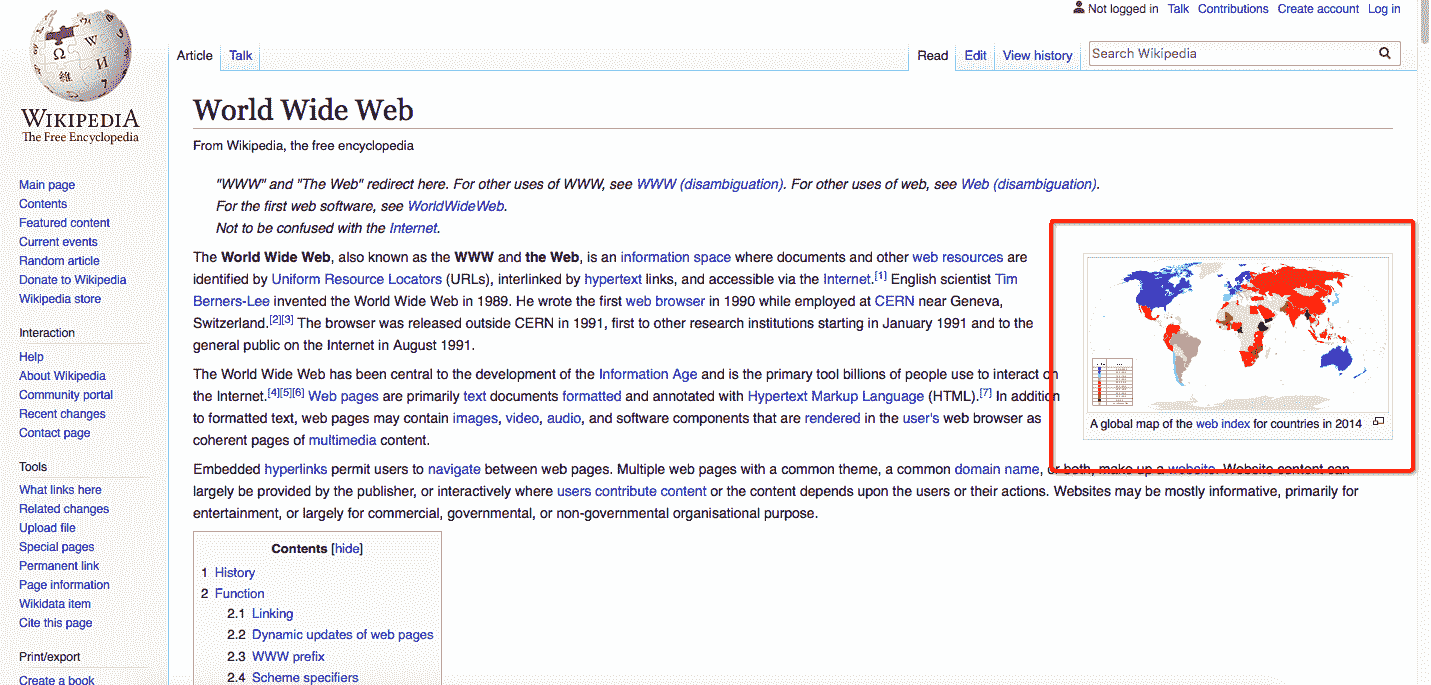 Not logged in Talk Contributions Create account Log in
Article Talk Read Edit View history Search Wikipedia
WIKIPEDIA
The Free Encyclopedia
Main page
Contents
Featured content
Current events
Random article
Donate to Wikipedia
Wikipedia store
Interaction
Help
About Wikipedia
Community portal
Recent changes
Contact page
Tools
What links here
Related changes
Upload file
Special pages
Permanent link
Page information
Wikidata item
Cite this page
Print/export
Create a book
World Wide Web
From Wikipedia, the free encyclopedia
"WWW" and "The Web" redirect here. For other uses of WWW, see WWW (disambiguation). For other uses of web, see Web (disambiguation).
For the first web software, see WorldWideWeb.
Not to be confused with the Internet.
The World Wide Web, also known as the WWW and the Web, is an information space where documents and other web resources are
identified by Uniform Resource Locators (URLs), interlinked by hypertext links, and accessible via the Internet.[1] English scientist Tim
Berners-Lee invented the World Wide Web in 1989. He wrote the first web browser in 1990 while employed at CERN near Geneva,
Switzerland.[2][3] The browser was released outside CERN in 1991, first to other research institutions starting in January 1991 and to the
general public on the Internet in August 1991.
The World Wide Web has been central to the development of the Information Age and is the primary tool billions of people use to interact on
the Internet.[4][5][6] Web pages are primarily text documents formatted and annotated with Hypertext Markup Language (HTML).[7] In addition
to formatted text, web pages may contain images, video, audio, and software components that are rendered in the user's web browser as
coherent pages of multimedia content.
A global map of the web index for countries in 2014
Embedded hyperlinks permit users to navigate between web pages. Multiple web pages with a common theme, a common domain name, or both, make up a website. Website content can
largely be provided by the publisher, or interactively where users contribute content or the content depends upon the users or their actions. Websites may be mostly informative, primarily for
entertainment, or largely for commercial, governmental, or non-governmental organisational purpose.
Contents [hide]
1 History
2 Function
2.1 Linking
2.2 Dynamic updates of web pages
2.3 WWW prefix
2.4 Scheme specifiers